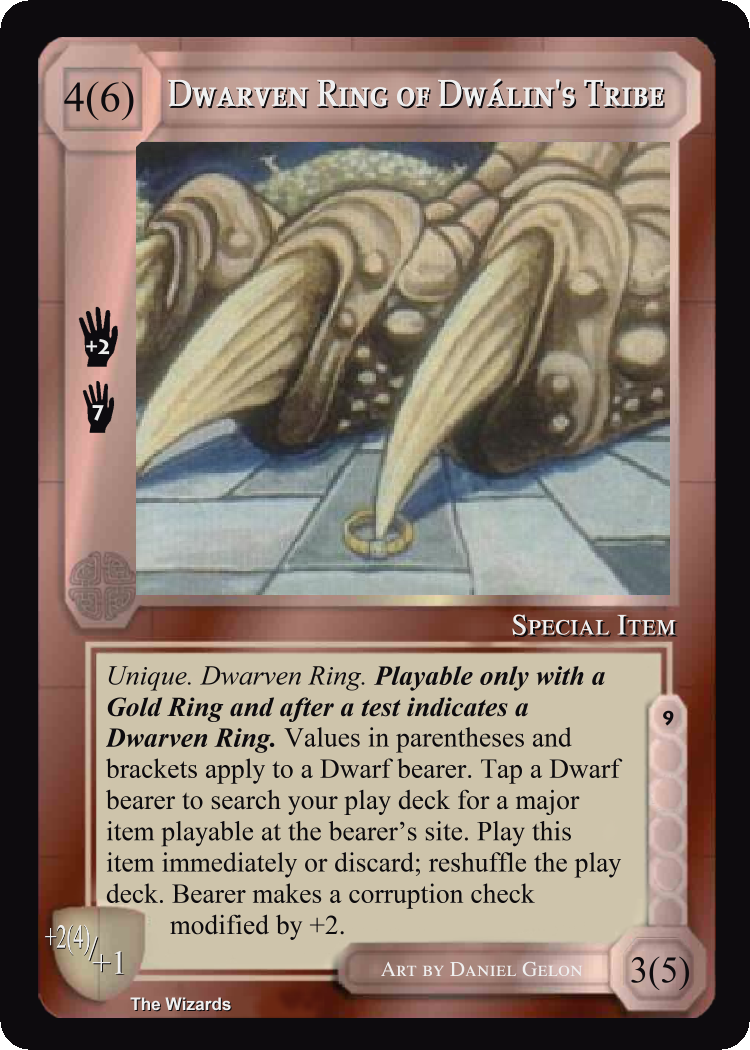 4(6)
Dwarven Ring of Dwálin's Tribe
+2
7
Special Item
Unique. Dwarven Ring. Playable only with a
Gold Ring and after a test indicates a
Dwarven Ring. Values in parentheses and
brackets apply to a Dwarf bearer. Tap a Dwarf
bearer to search your play deck for a major
item playable at the bearer's site. Play this
item immediately or discard; reshuffle the play
deck. Bearer makes a corruption check
modified by +2.
9
+2(4)/+1
Art by Daniel Gelon
3(5)
The Wizards